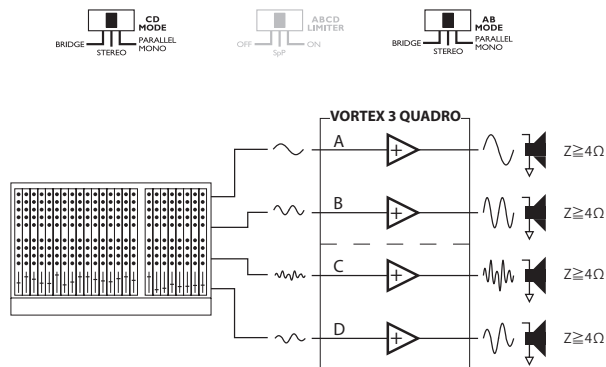 CD
MODE
BRIDGE
STEREO
PARALLEL
MONO
ABCD
LIMITER
OFF
SpP
ON
AB
MODE
BRIDGE
STEREO
PARALLEL
MONO
VORTEX 3 QUADRO
A
Z≧4Ω
B
Z≧4Ω
C
Z≧4Ω
D
Z≧4Ω